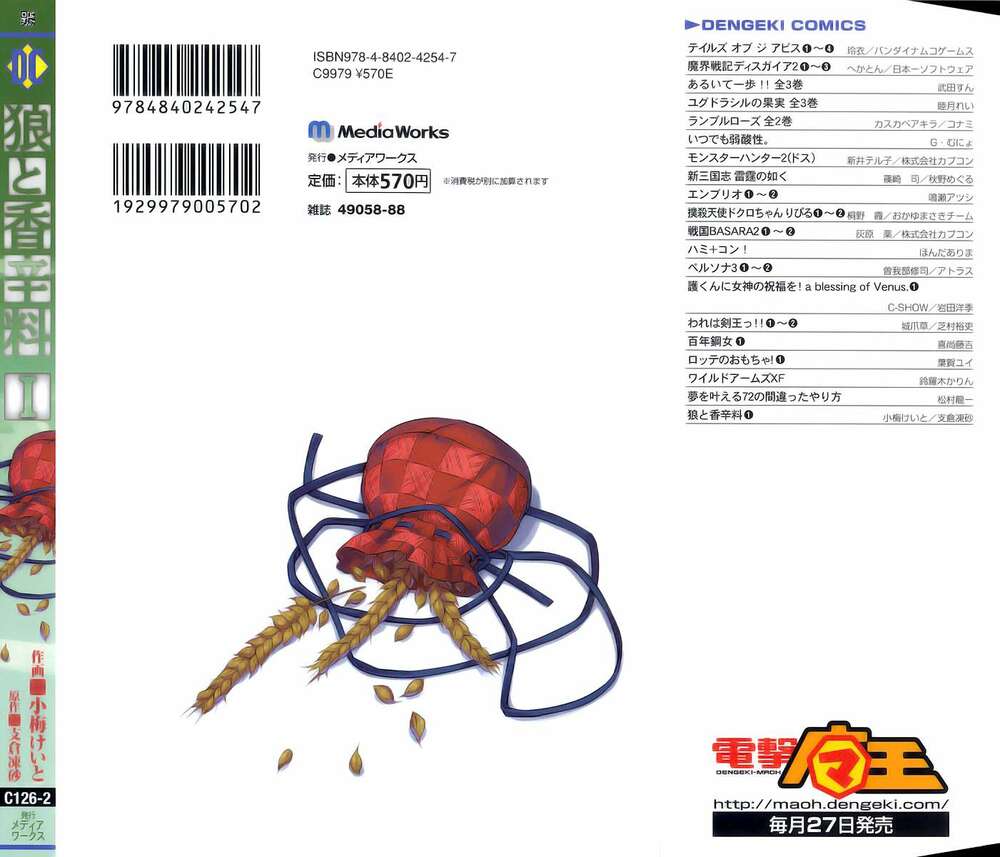 DC
狼と香辛料
I
作画■小梅けいと
原作■支倉凍砂
C126-2
発行
メディア
ワークス
9784840242547
1929979005702
ISBN978-4-8402-4254-7
C9979 ¥570E
m MediaWorks
発行●メディアワークス
定価: 本体570円 ※消費税が別に加算されます
雑誌 49058-88
▶DENGEKI COMICS
テイルズ オブ ジ アビス❶〜❹ 玲衣/バンダイナムコゲームス
魔界戦記ディスガイア2❶〜❸ へかとん/日本一ソフトウェア
あるいて一歩!! 全3巻 武田すん
ユグドラシルの果実 全3巻 睦月れい
ランブルローズ 全2巻 カスカベアキラ/コナミ
いつでも弱酸性。 G・むにょ
モンスターハンター2(ドス) 新井テル子/株式会社カプコン
新三国志 雷霆の如く 篠崎 司/秋野めぐる
エンブリオ❶〜❷ 鳴瀬アツシ
撲殺天使ドクロちゃん りぴる❶〜❷ 桐野 霞/おかゆまさきチーム
戦国BASARA2❶〜❷ 灰原 薬/株式会社カプコン
ハミ+コン! ほんだありま
ペルソナ3❶〜❷ 曽我部修司/アトラス
護くんに女神の祝福を! a blessing of Venus.❶
C-SHOW/岩田洋季
われは剣王っ!!❶〜❷ 城爪草/芝村裕吏
百年鋼女❶ 喜尚藤吉
ロッテのおもちゃ!❶ 葉賀ユイ
ワイルドアームズXF 鈴羅木かりん
夢を叶える72の間違ったやり方 松村龍一
狼と香辛料❶ 小梅けいと/支倉凍砂
電撃マ王
DENGEKI-MAOH
http://maoh.dengeki.com/
毎月27日発売